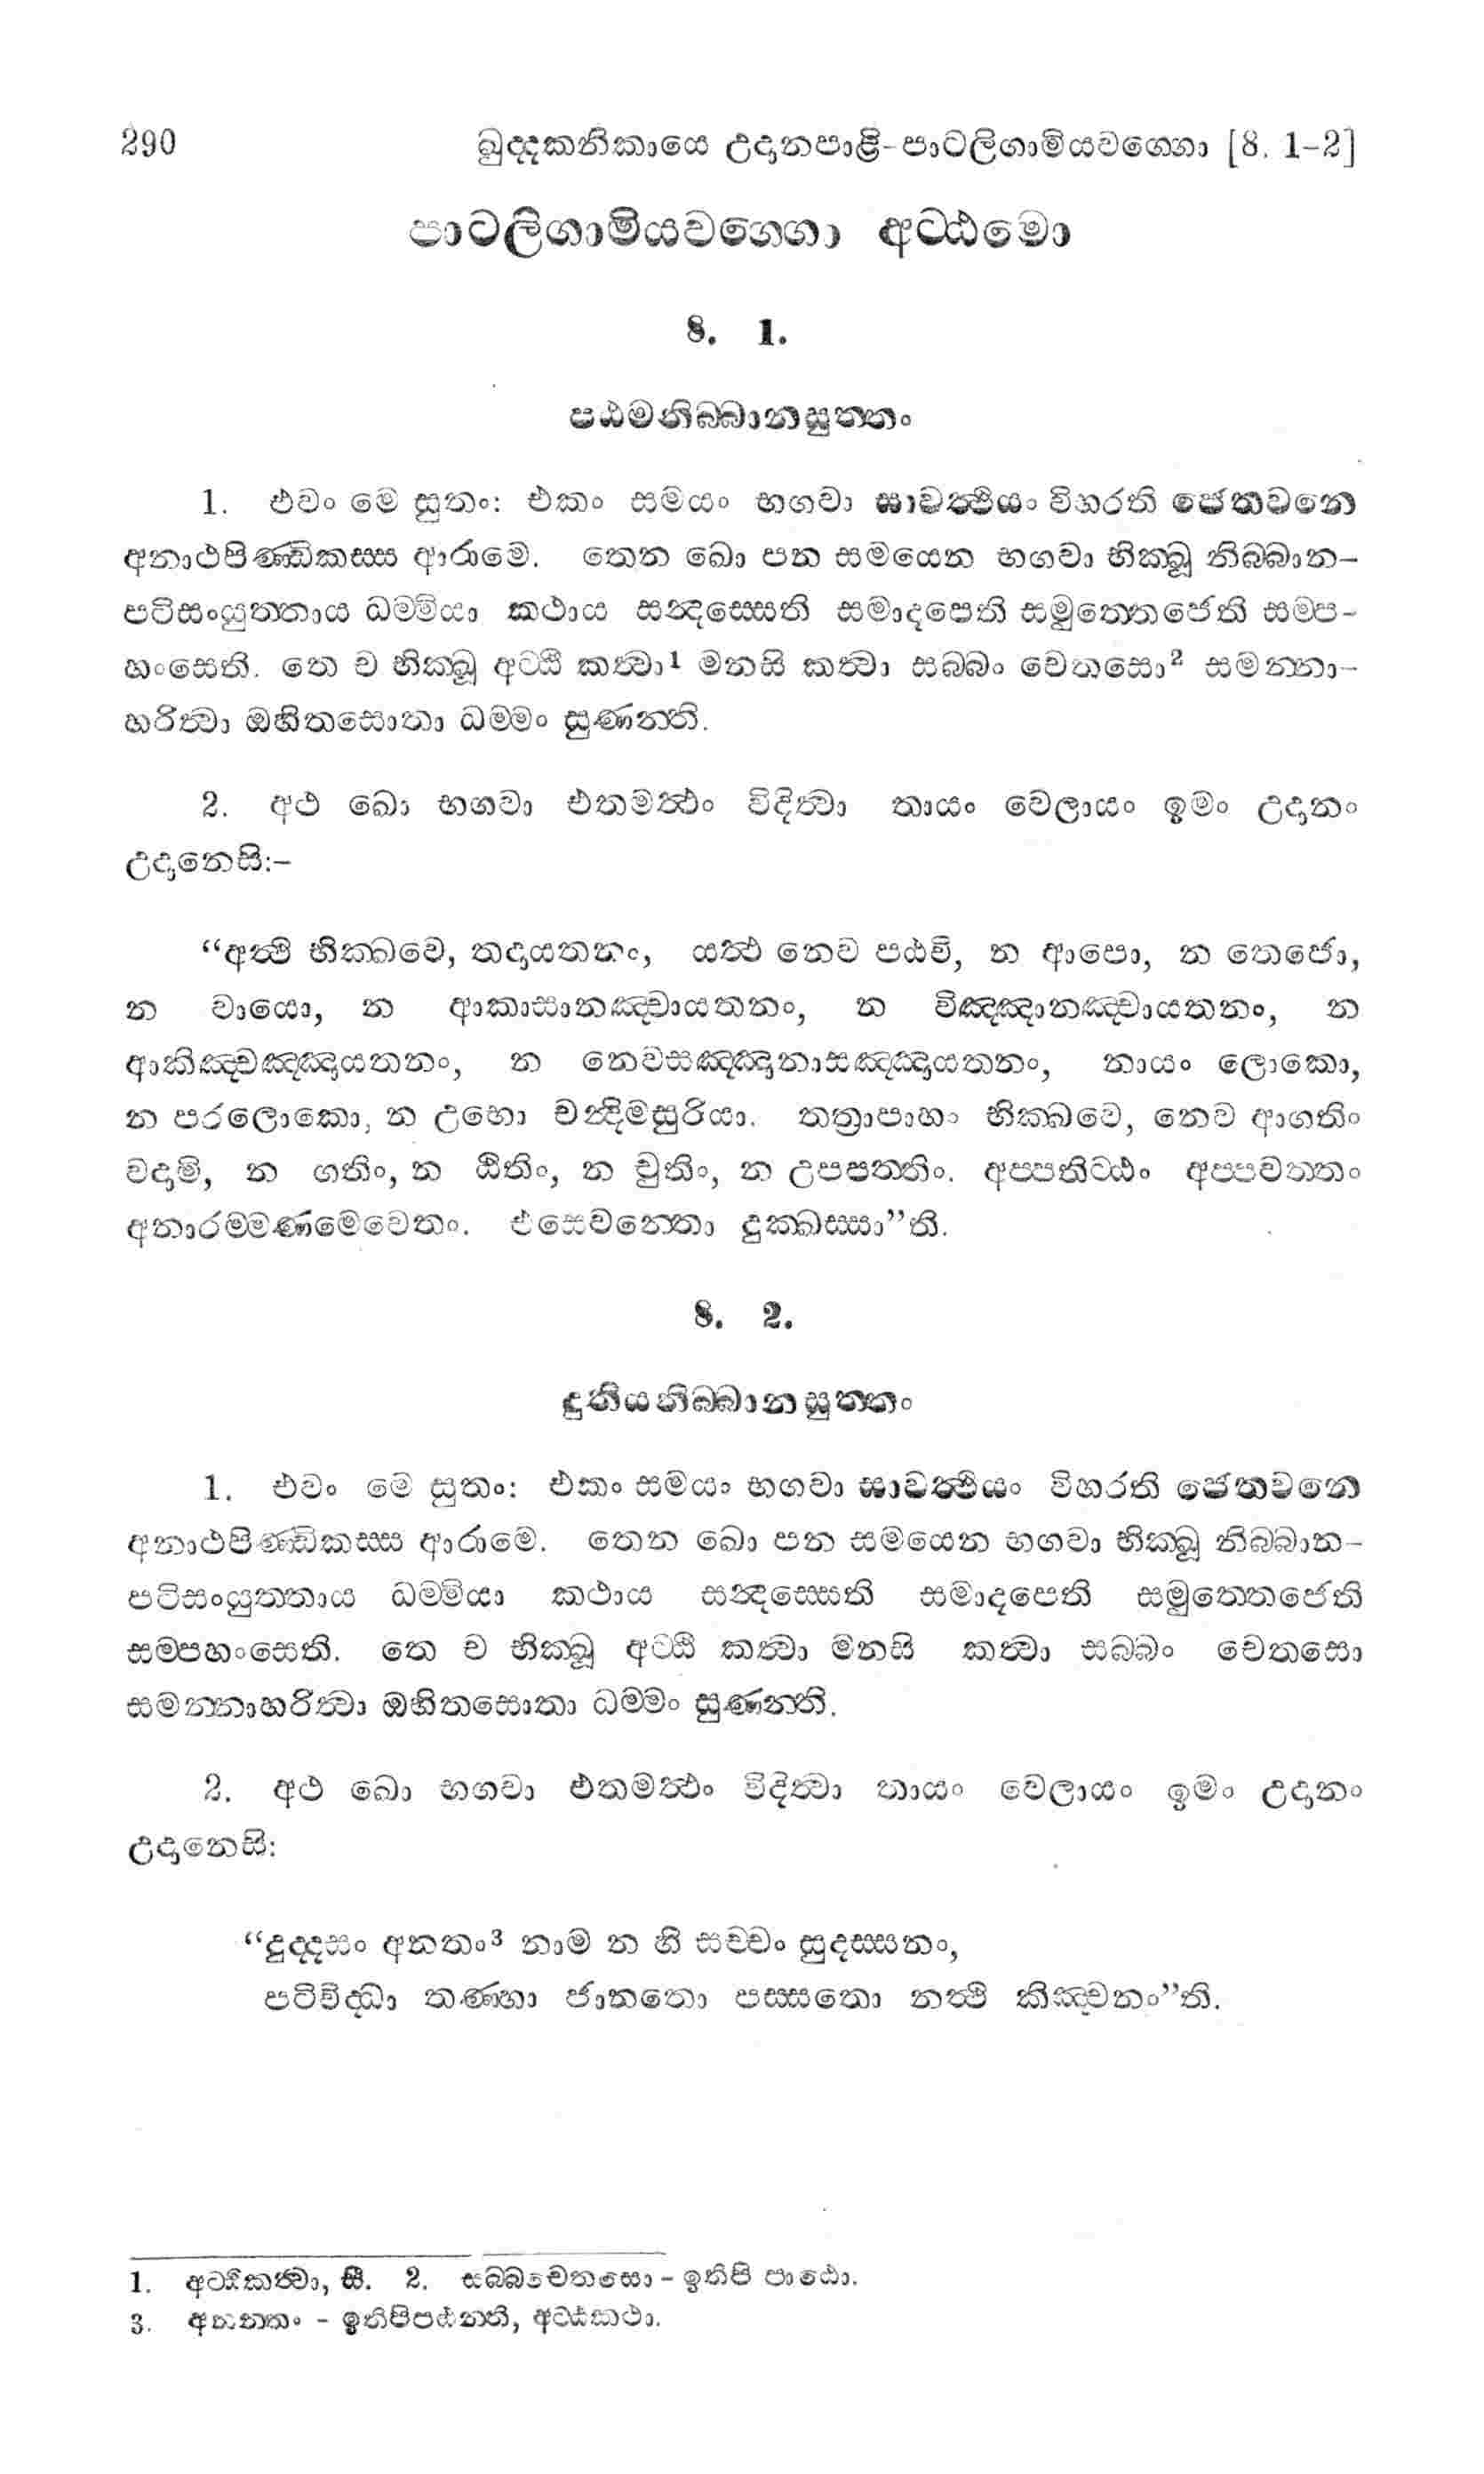 290 ඛුද්දකනිකායෙ උදානපාළි-පාටලිගාමියවග්ගො [8. 1-2]
පාටලිගාමියවග්ගො අට්ඨමො
8. 1.
පඨමනිබ්බානසුත්තං
1. එවං මෙ සුතං: එකං සමයං භගවා සාවත්ථියං විහරති ජෙතවනෙ
අනාථපිණ්ඩිකස්ස ආරාමෙ. තෙන ඛො පන සමයෙන භගවා භික්ඛූ නිබ්බාන-
පටිසංයුත්තාය ධම්මියා කථාය සන්දස්සෙති සමාදපෙති සමුත්තෙජෙති සම්ප-
හංසෙති. තෙ ච භික්ඛූ අට්ඨි කත්වා¹ මනසි කත්වා සබ්බං චෙතසො² සමන්නා-
හරිත්වා ඔහිතසොතා ධම්මං සුණන්ති.
2. අථ ඛො භගවා එතමත්ථං විදිත්වා තායං වෙලායං ඉමං උදානං
උදානෙසි:-
“අත්ථි භික්ඛවෙ, තදායතනං, යත්ථ නෙව පඨවි, න ආපො, න තෙජො,
න වායො, න ආකාසානඤ්චායතනං, න විඤ්ඤානඤ්චායතනං, න
ආකිඤ්චඤ්ඤායතනං, න නෙවසඤ්ඤානාසඤ්ඤායතනං, නායං ලොකො,
න පරලොකො, න උභො චන්දිමසුරියා. තත්‍රාපාහං භික්ඛවෙ, නෙව ආගතිං
වදාමි, න ගතිං, න ඨිතිං, න චුතිං, න උපපත්තිං. අප්පතිට්ඨං අප්පවත්තං
අනාරම්මණමෙවෙතං. එසෙවන්තො දුක්ඛස්සා”ති.
8. 2.
දුතියනිබ්බානසුත්තං
1. එවං මෙ සුතං: එකං සමයං භගවා සාවත්ථියං විහරති ජෙතවනෙ
අනාථපිණ්ඩිකස්ස ආරාමෙ. තෙන ඛො පන සමයෙන භගවා භික්ඛූ නිබ්බාන-
පටිසංයුත්තාය ධම්මියා කථාය සන්දස්සෙති සමාදපෙති සමුත්තෙජෙති
සම්පහංසෙති. තෙ ච භික්ඛූ අට්ඨි කත්වා මනසි කත්වා සබ්බං චෙතසො
සමන්නාහරිත්වා ඔහිතසොතා ධම්මං සුණන්ති.
2. අථ ඛො භගවා එතමත්ථං විදිත්වා තායං වෙලායං ඉමං උදානං
උදානෙසි:
“දුද්දසං අනතං³ නාම න හි සච්චං සුදස්සනං,
පටිවිද්ධා තණ්හා ජානතො පස්සතො නත්ථි කිඤ්චනං”ති.
1. අට්ඨිකත්වා, සී. 2. සබ්බචෙතසො - ඉතිපි පාඨො.
3. අනන්තං - ඉතිපිපඨන්ති, අට්ඨකථා.